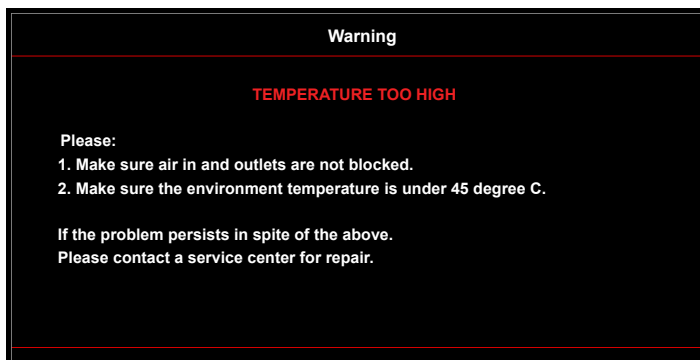 Warning
TEMPERATURE TOO HIGH
Please:
1. Make sure air in and outlets are not blocked.
2. Make sure the environment temperature is under 45 degree C.
If the problem persists in spite of the above.
Please contact a service center for repair.